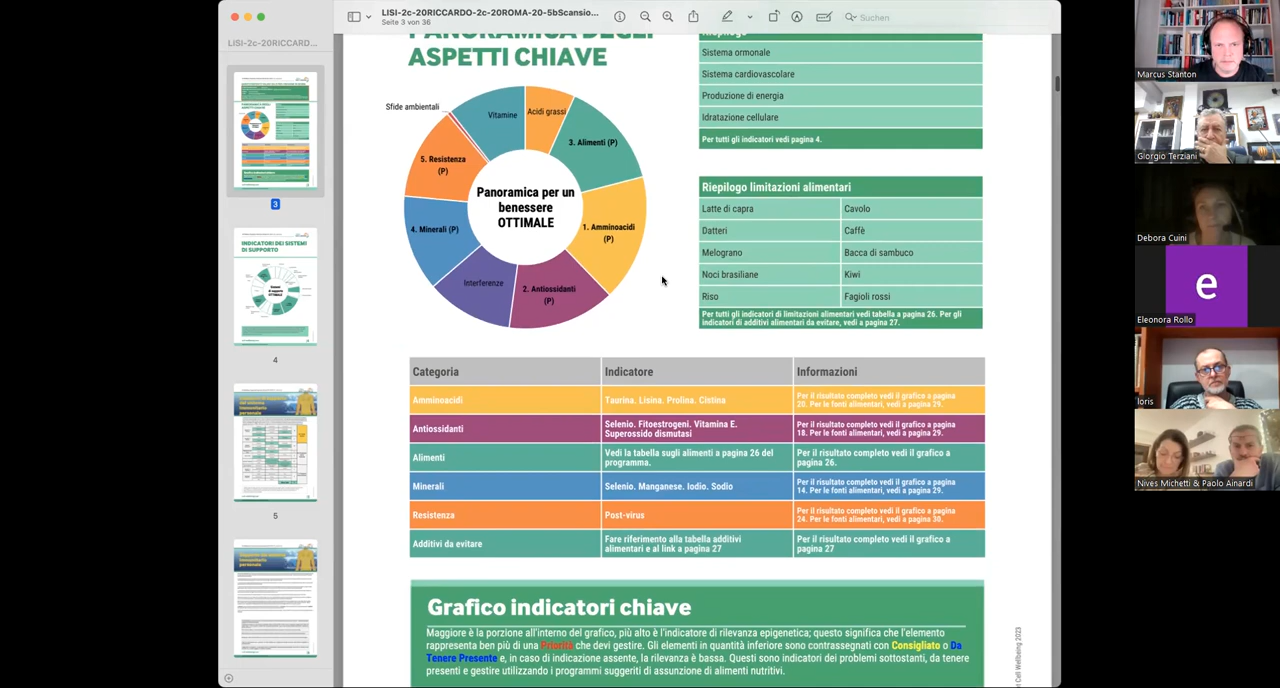 LISI-2c-20RICCARDO-2c-20ROMA-20-5bScansio...
Pagina 3 von 36
Suchen
LISI-2c-20RICCARD...
3
4
5
INDICATORI DEI SISTEMI
DI SUPPORTO
PANORAMICA DEGLI
ASPETTI CHIAVE
Sfide ambientali
Vitamine
Acidi grassi
3. Alimenti (P)
5. Resistenza
(P)
Panoramica per un
benessere
OTTIMALE
4. Minerali (P)
1. Amminoacidi
(P)
Interferenze
2. Antiossidanti
(P)
Riepilogo
Sistema ormonale
Sistema cardiovascolare
Produzione di energia
Idratazione cellulare
Per tutti gli indicatori vedi pagina 4.
Riepilogo limitazioni alimentari
Latte di capra Cavolo
Datteri Caffè
Melograno Bacca di sambuco
Noci brasiliane Kiwi
Riso Fagioli rossi
Per tutti gli indicatori di limitazioni alimentari vedi tabella a pagina 26. Per gli
indicatori di additivi alimentari da evitare, vedi a pagina 27.
Categoria Indicatore Informazioni
Amminoacidi
Taurina. Lisina. Prolina. Cistina
Per il risultato completo vedi il grafico a pagina
20. Per le fonti alimentari, vedi a pagina 29.
Antiossidanti
Selenio. Fitoestrogeni. Vitamina E.
Superossido dismutasi
Per il risultato completo vedi il grafico a pagina
18. Per le fonti alimentari, vedi a pagina 29.
Alimenti
Vedi la tabella sugli alimenti a pagina 26 del
programma.
Per il risultato completo vedi il grafico a
pagina 26.
Minerali
Selenio. Manganese. Iodio. Sodio
Per il risultato completo vedi il grafico a pagina
14. Per le fonti alimentari, vedi a pagina 29.
Resistenza
Post-virus
Per il risultato completo vedi il grafico a pagina
24. Per le fonti alimentari, vedi a pagina 30.
Additivi da evitare
Fare riferimento alla tabella additivi
alimentari e al link a pagina 27
Per il risultato completo vedi il grafico a
pagina 27
Grafico indicatori chiave
Maggiore è la porzione all'interno del grafico, più alto è l'indicatore di rilevanza epigenetica; questo significa che l'elemento
rappresenta ben più di una Priorità che devi gestire. Gli elementi in quantità inferiore sono contrassegnati con Consigliato o Da
Tenere Presente e, in caso di indicazione assente, la rilevanza è bassa. Questi sono indicatori dei problemi sottostanti, da tenere
presenti e gestire utilizzando i programmi suggeriti di assunzione di alimenti nutritivi.
Cell Wellbeing 2023
Marcus Stanton
Giorgio Terziani
Debora Cuini
e
Eleonora Rollo
loris
Nives Michetti & Paolo Ainardi